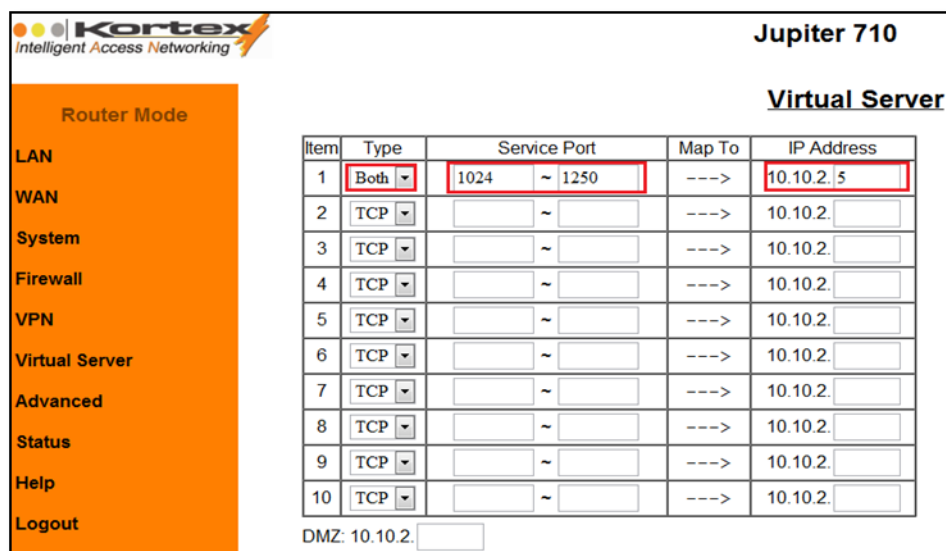 Kortex
Intelligent Access Networking
Jupiter 710
Virtual Server
Router Mode
LAN
WAN
System
Firewall
VPN
Virtual Server
Advanced
Status
Help
Logout
Item Type Service Port Map To IP Address
1 Both 1024 ~ 1250 ---> 10.10.2. 5
2 TCP ~ ---> 10.10.2.
3 TCP ~ ---> 10.10.2.
4 TCP ~ ---> 10.10.2.
5 TCP ~ ---> 10.10.2.
6 TCP ~ ---> 10.10.2.
7 TCP ~ ---> 10.10.2.
8 TCP ~ ---> 10.10.2.
9 TCP ~ ---> 10.10.2.
10 TCP ~ ---> 10.10.2.
DMZ: 10.10.2.